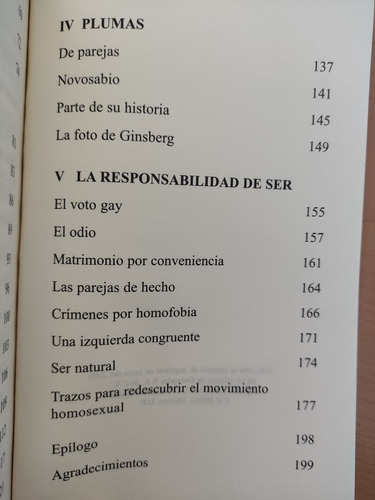 IV PLUMAS
De parejas 137
Novosabio 141
Parte de su historia 145
La foto de Ginsberg 149
V LA RESPONSABILIDAD DE SER
El voto gay 155
El odio 157
Matrimonio por conveniencia 161
Las parejas de hecho 164
Crímenes por homofobia 166
Una izquierda congruente 171
Ser natural 174
Trazos para redescubrir el movimiento
homosexual 177
Epílogo 198
Agradecimientos 199